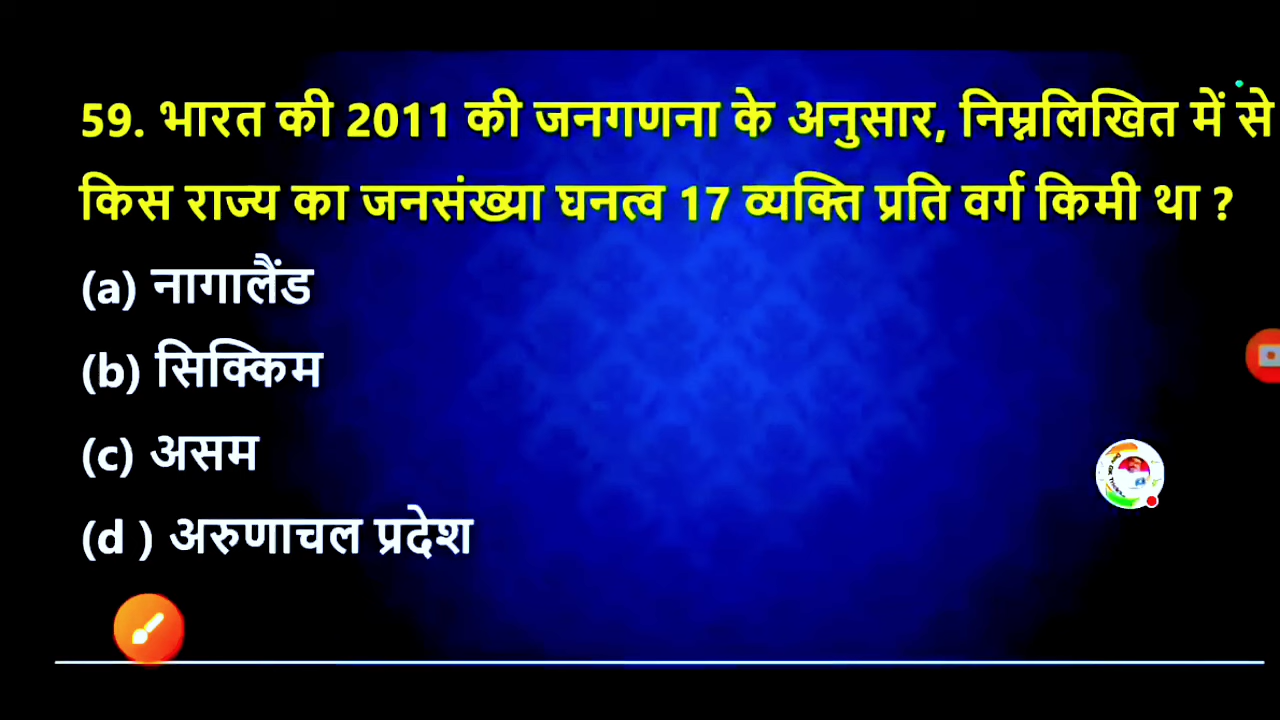 59. भारत की 2011 की जनगणना के अनुसार, निम्नलिखित में से
किस राज्य का जनसंख्या घनत्व 17 व्यक्ति प्रति वर्ग किमी था ?
(a) नागालैंड
(b) सिक्किम
(c) असम
(d ) अरुणाचल प्रदेश